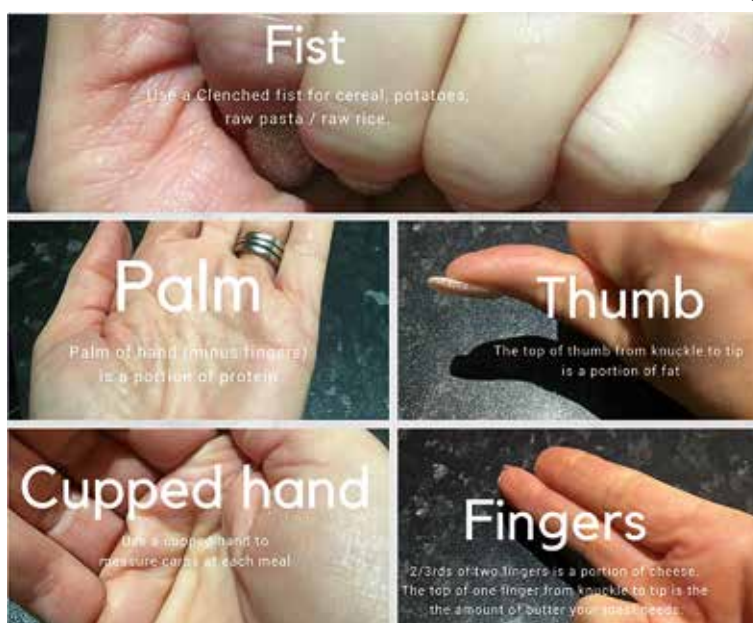 Fist
Use a Clenched fist for cereal, potatoes,
raw pasta / raw rice.
Palm
Palm of hand (minus fingers)
is a portion of protein
Thumb
The top of thumb from knuckle to tip
is a portion of fat
Cupped hand
Use a cupped hand to
measure carbs at each meal
Fingers
2/3rds of two fingers is a portion of cheese.
The top of one finger from knuckle to tip is the
the amount of butter your toast needs.